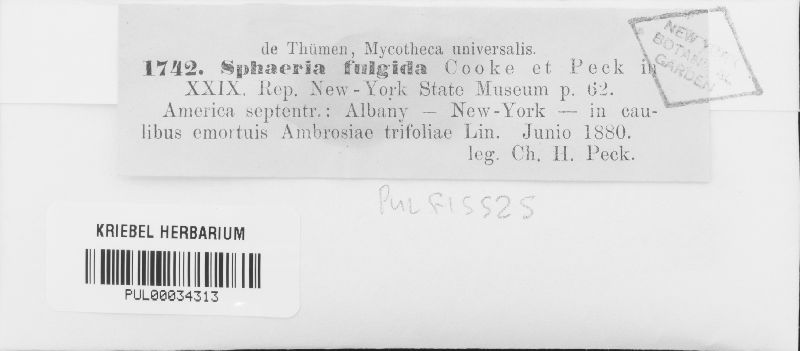 de Thümen, Mycotheca universalis.
1742. Sphaeria fulgida Cooke et Peck in
XXIX. Rep. New-York State Museum p. 62.
America septentr.: Albany — New-York — in cau-
libus emortuis Ambrosiae trifoliae Lin. Junio 1880.
leg. Ch. H. Peck.
NEW YORK
BOTANICAL
GARDEN
PUL F15525
KRIEBEL HERBARIUM
PUL00034313